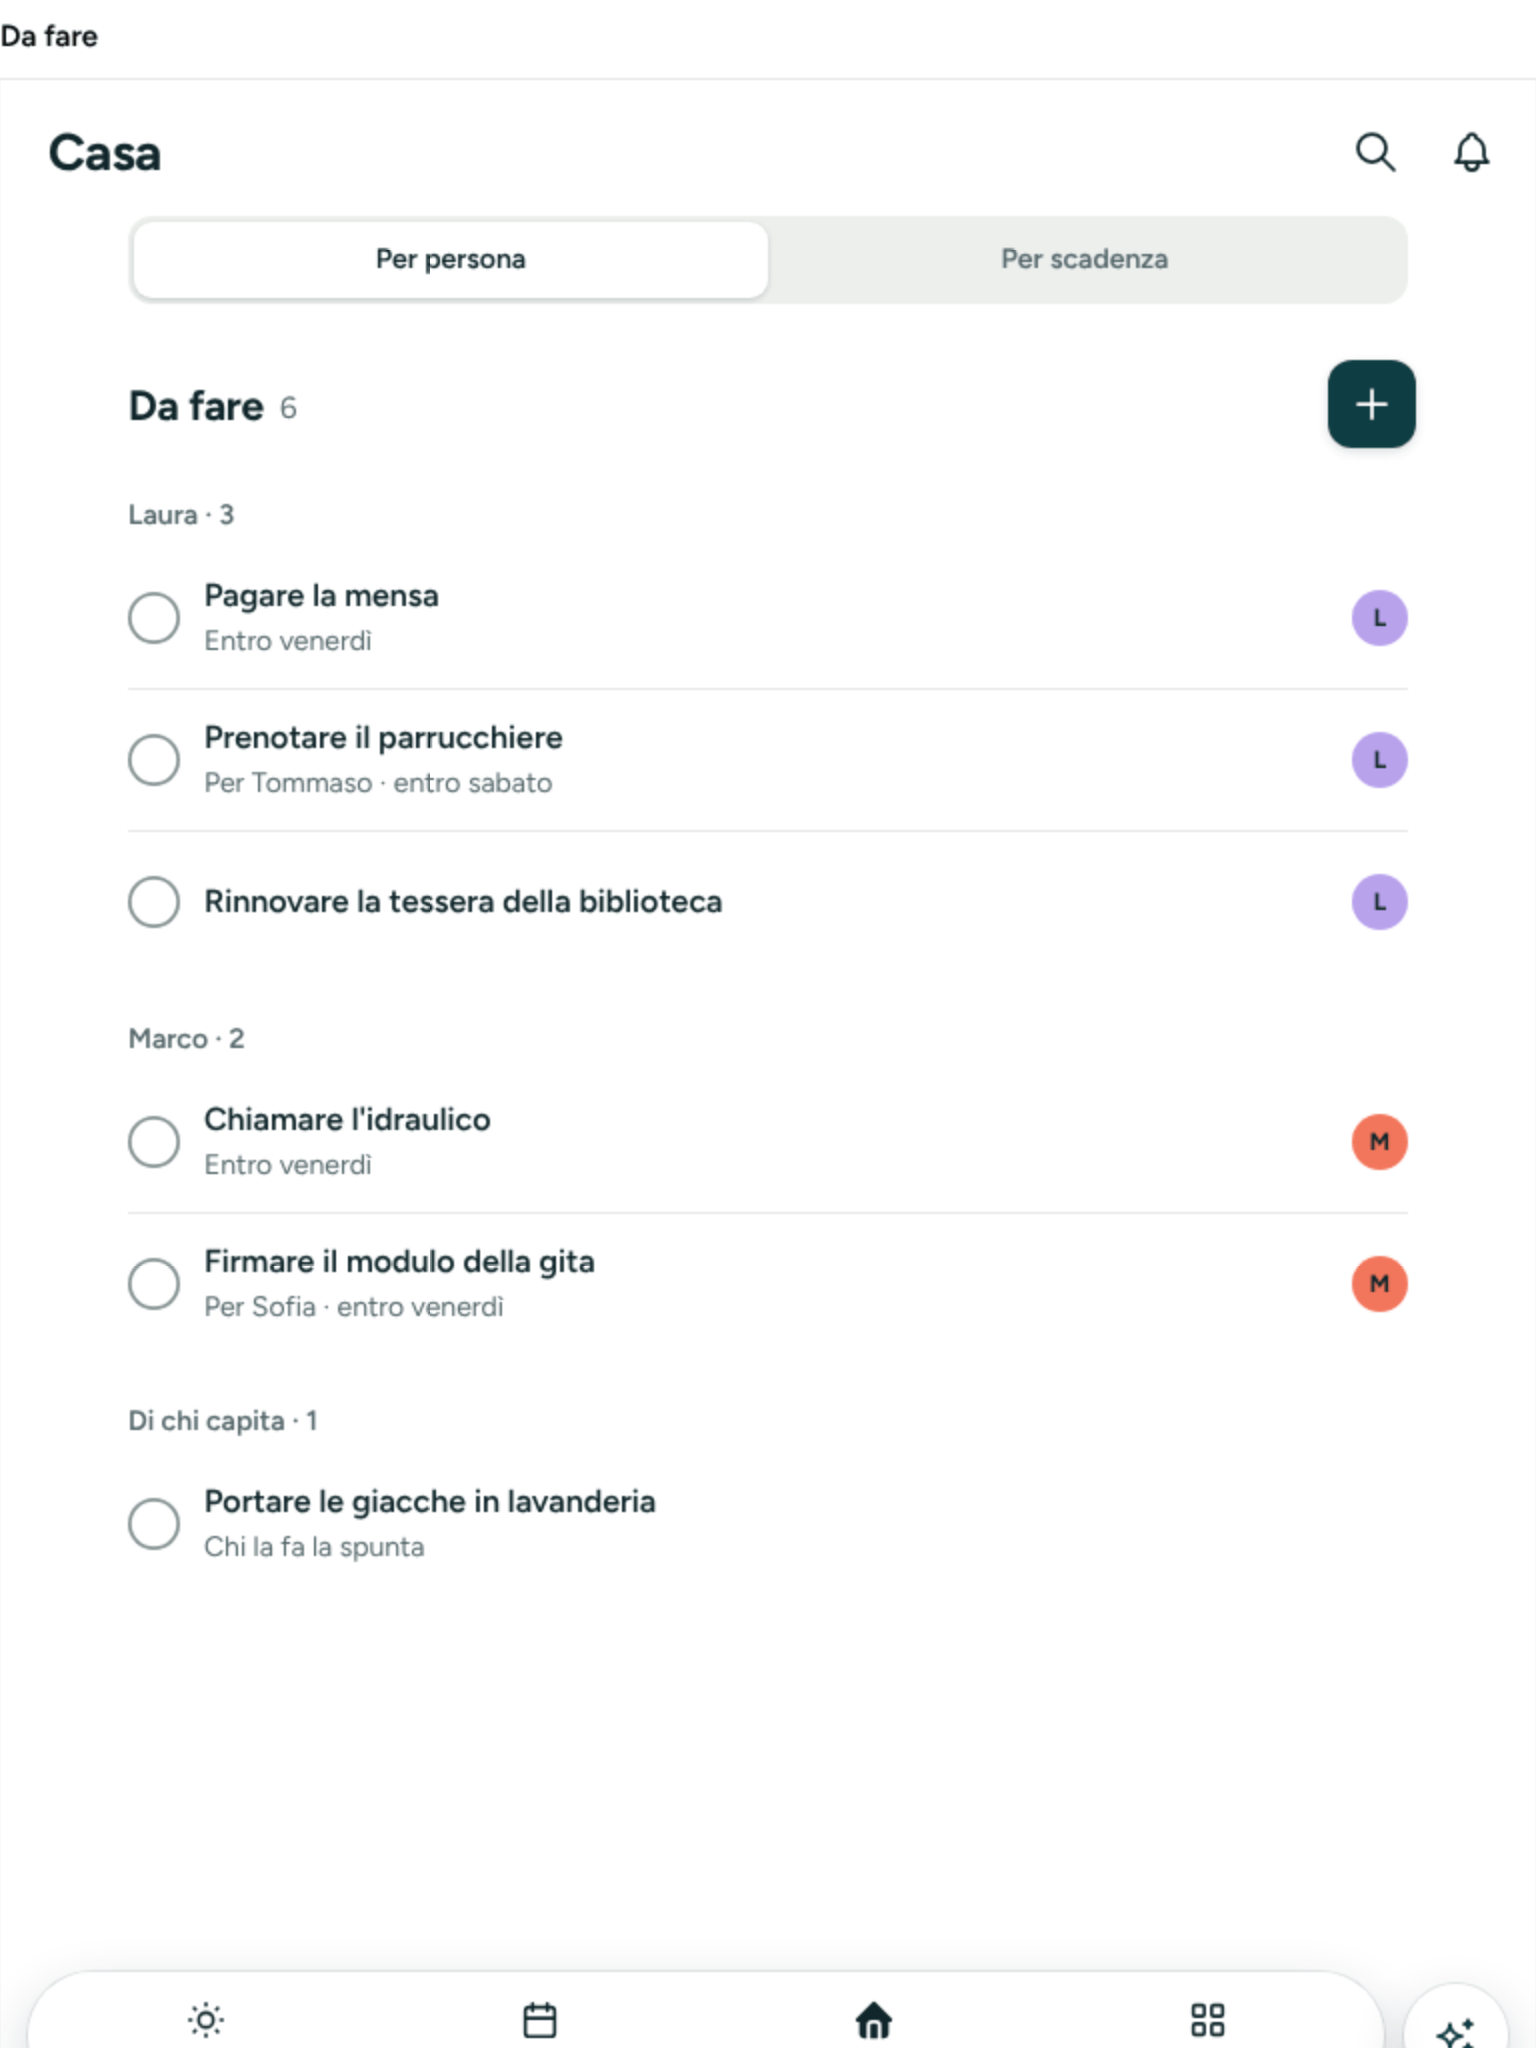 Da fare
Casa
Per persona
Per scadenza
Da fare 6
Laura · 3
Pagare la mensa
Entro venerdì
L
Prenotare il parrucchiere
Per Tommaso · entro sabato
L
Rinnovare la tessera della biblioteca
L
Marco · 2
Chiamare l'idraulico
Entro venerdì
M
Firmare il modulo della gita
Per Sofia · entro venerdì
M
Di chi capita · 1
Portare le giacche in lavanderia
Chi la fa la spunta